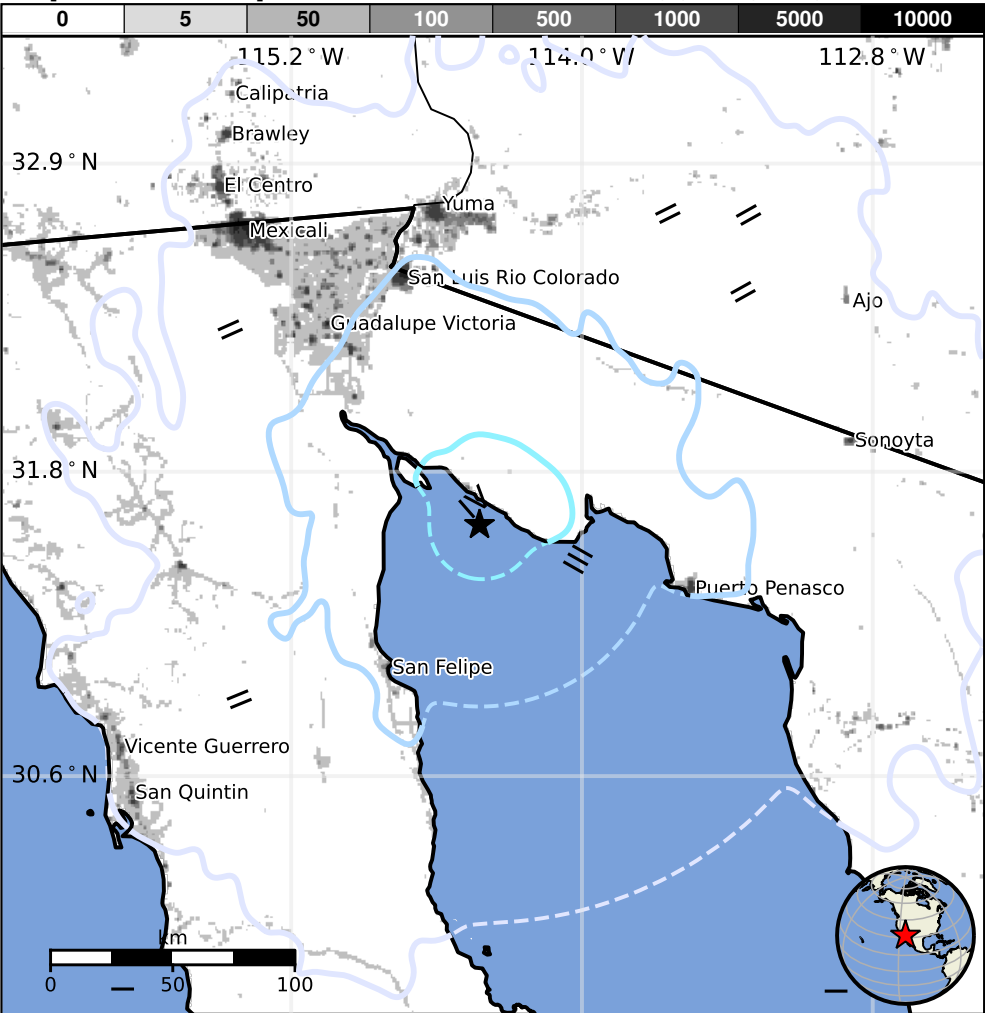 0 5 50 100 500 1000 5000 10000
115.2°W 114.0°W 112.8°W
Calipatria
Brawley
32.9°N
El Centro
Yuma
Mexicali
San Luis Rio Colorado
Ajo
Guadalupe Victoria
Sonoyta
31.8°N
Puerto Penasco
San Felipe
Vicente Guerrero
30.6°N
San Quintin
km
0 50 100